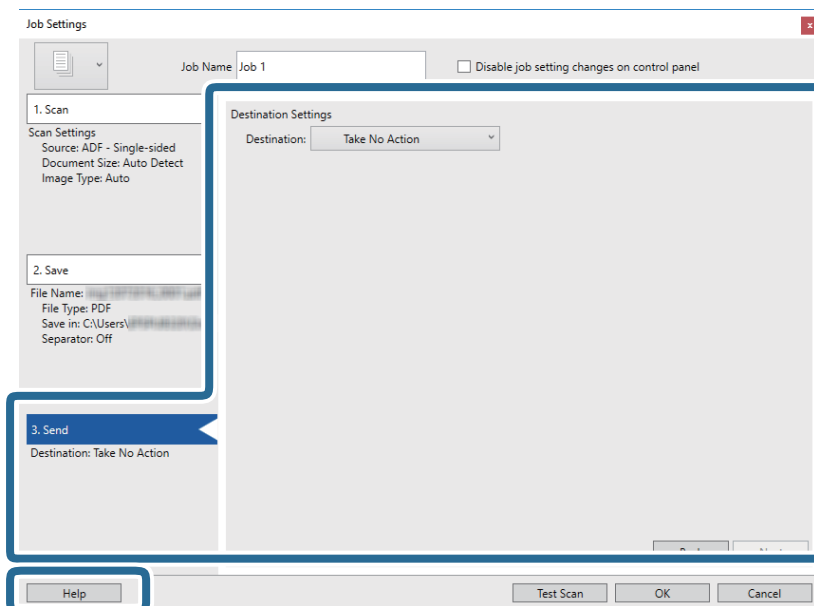 Job Settings
x
Job Name Job 1
Disable job setting changes on control panel
1. Scan
Scan Settings
Source: ADF - Single-sided
Document Size: Auto Detect
Image Type: Auto
2. Save
File Name:
File Type: PDF
Save in: C:\Users\
Separator: Off
3. Send
Destination: Take No Action
Destination Settings
Destination: Take No Action
Help
Test Scan
OK
Cancel